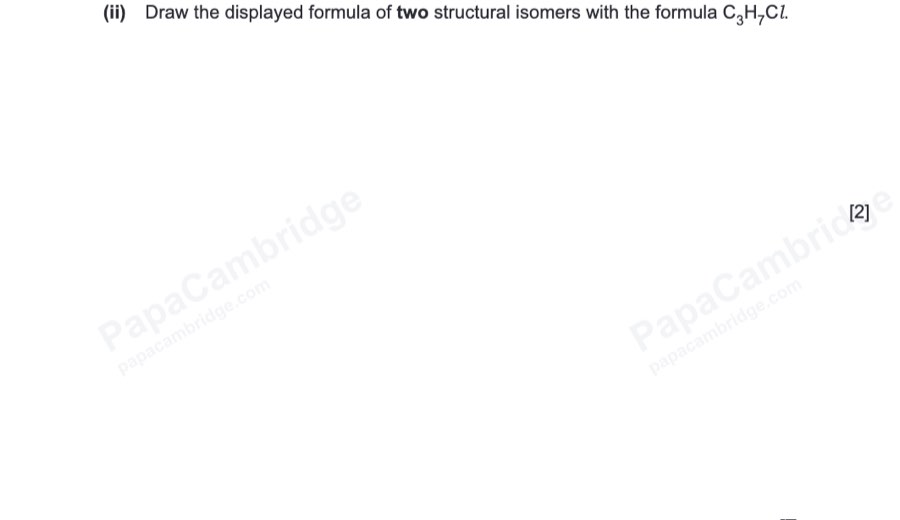 (ii) Draw the displayed formula of two structural isomers with the formula C₃H₇Cl.
[2]
PapaCambridge
papacambridge.com
PapaCambridge
papacambridge.com